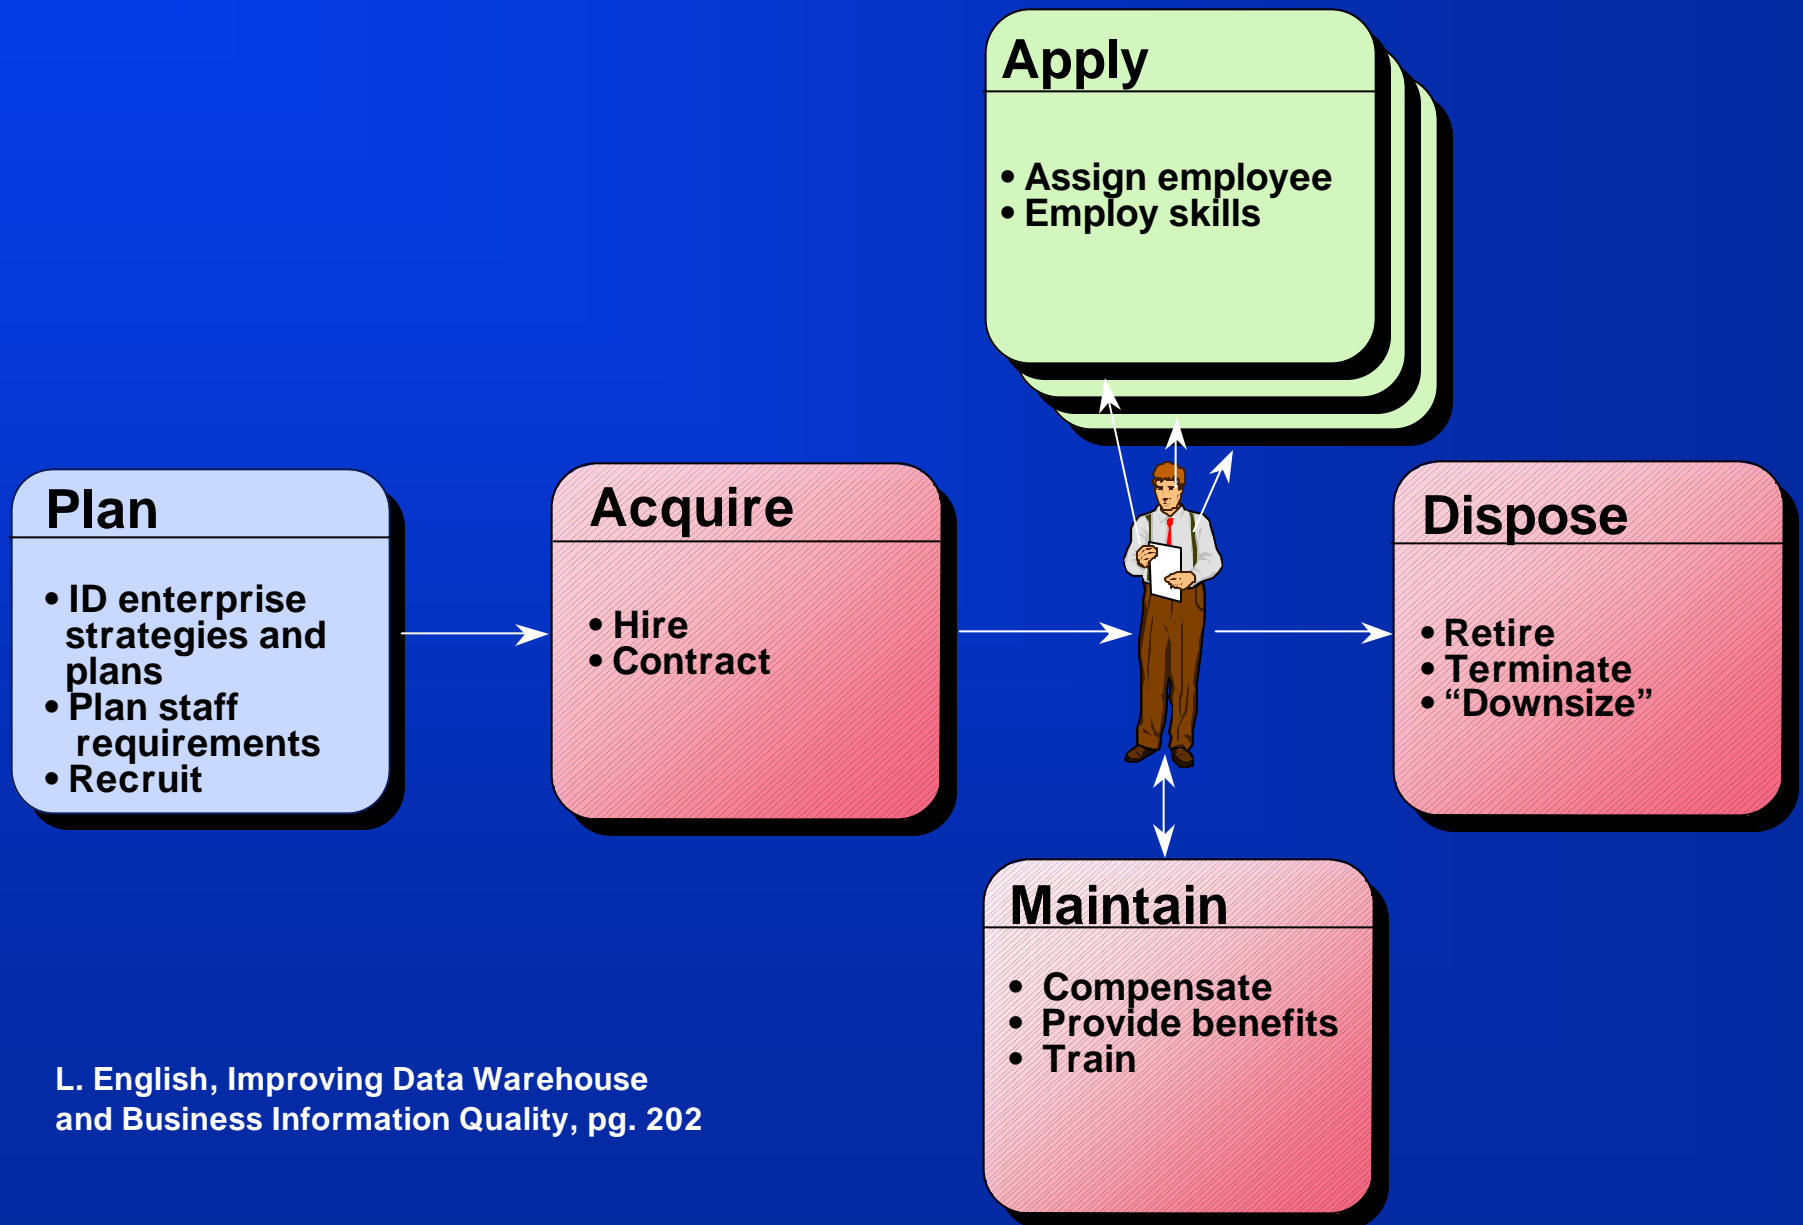 Apply
• Assign employee
• Employ skills
Plan
• ID enterprise
strategies and
plans
• Plan staff
requirements
• Recruit
Acquire
• Hire
• Contract
Dispose
• Retire
• Terminate
• “Downsize”
Maintain
• Compensate
• Provide benefits
• Train
L. English, Improving Data Warehouse
and Business Information Quality, pg. 202